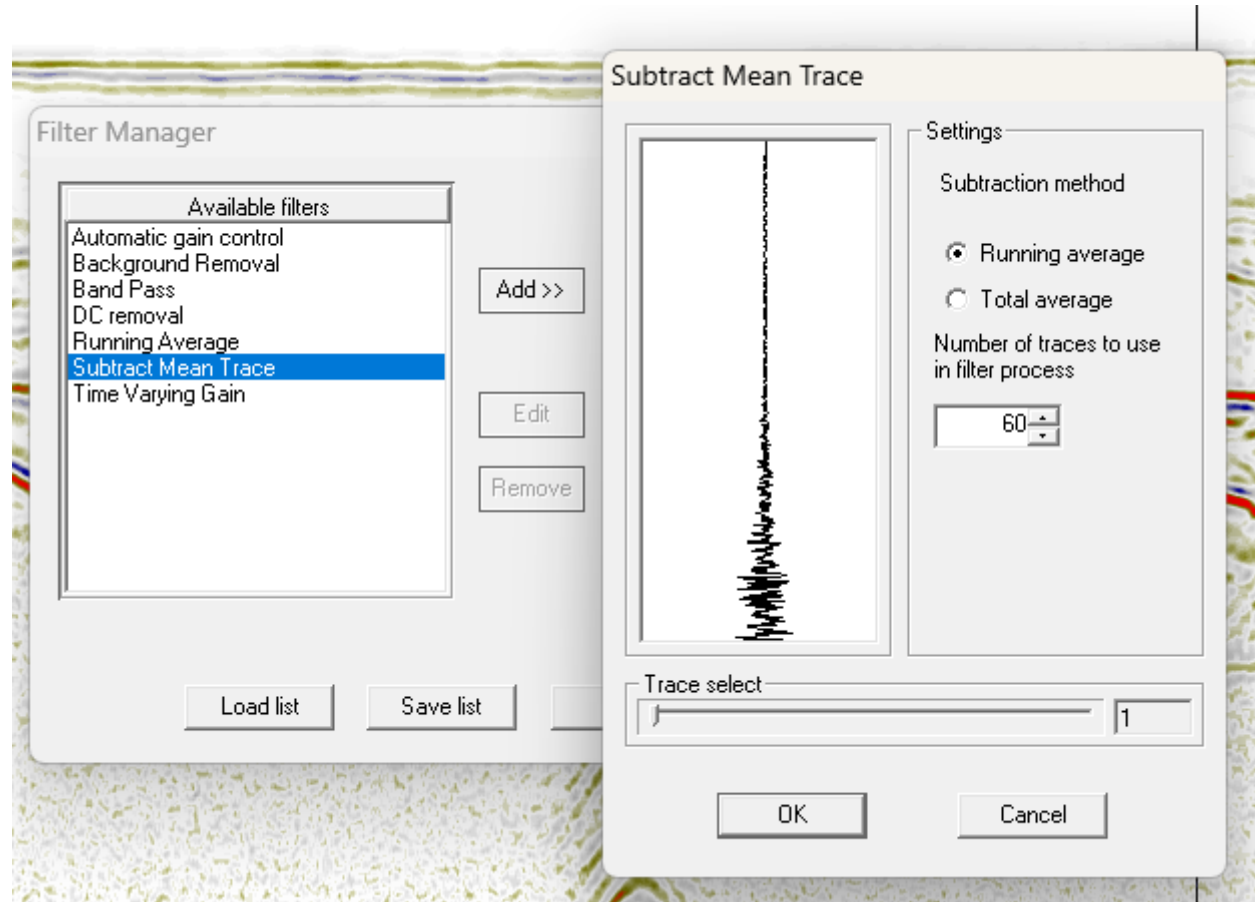 Filter Manager
Available filters
Automatic gain control
Background Removal
Band Pass
DC removal
Running Average
Subtract Mean Trace
Time Varying Gain
Add >>
Edit
Remove
Load list
Save list
Subtract Mean Trace
Settings
Subtraction method
Running average
Total average
Number of traces to use
in filter process
60
Trace select
1
OK
Cancel